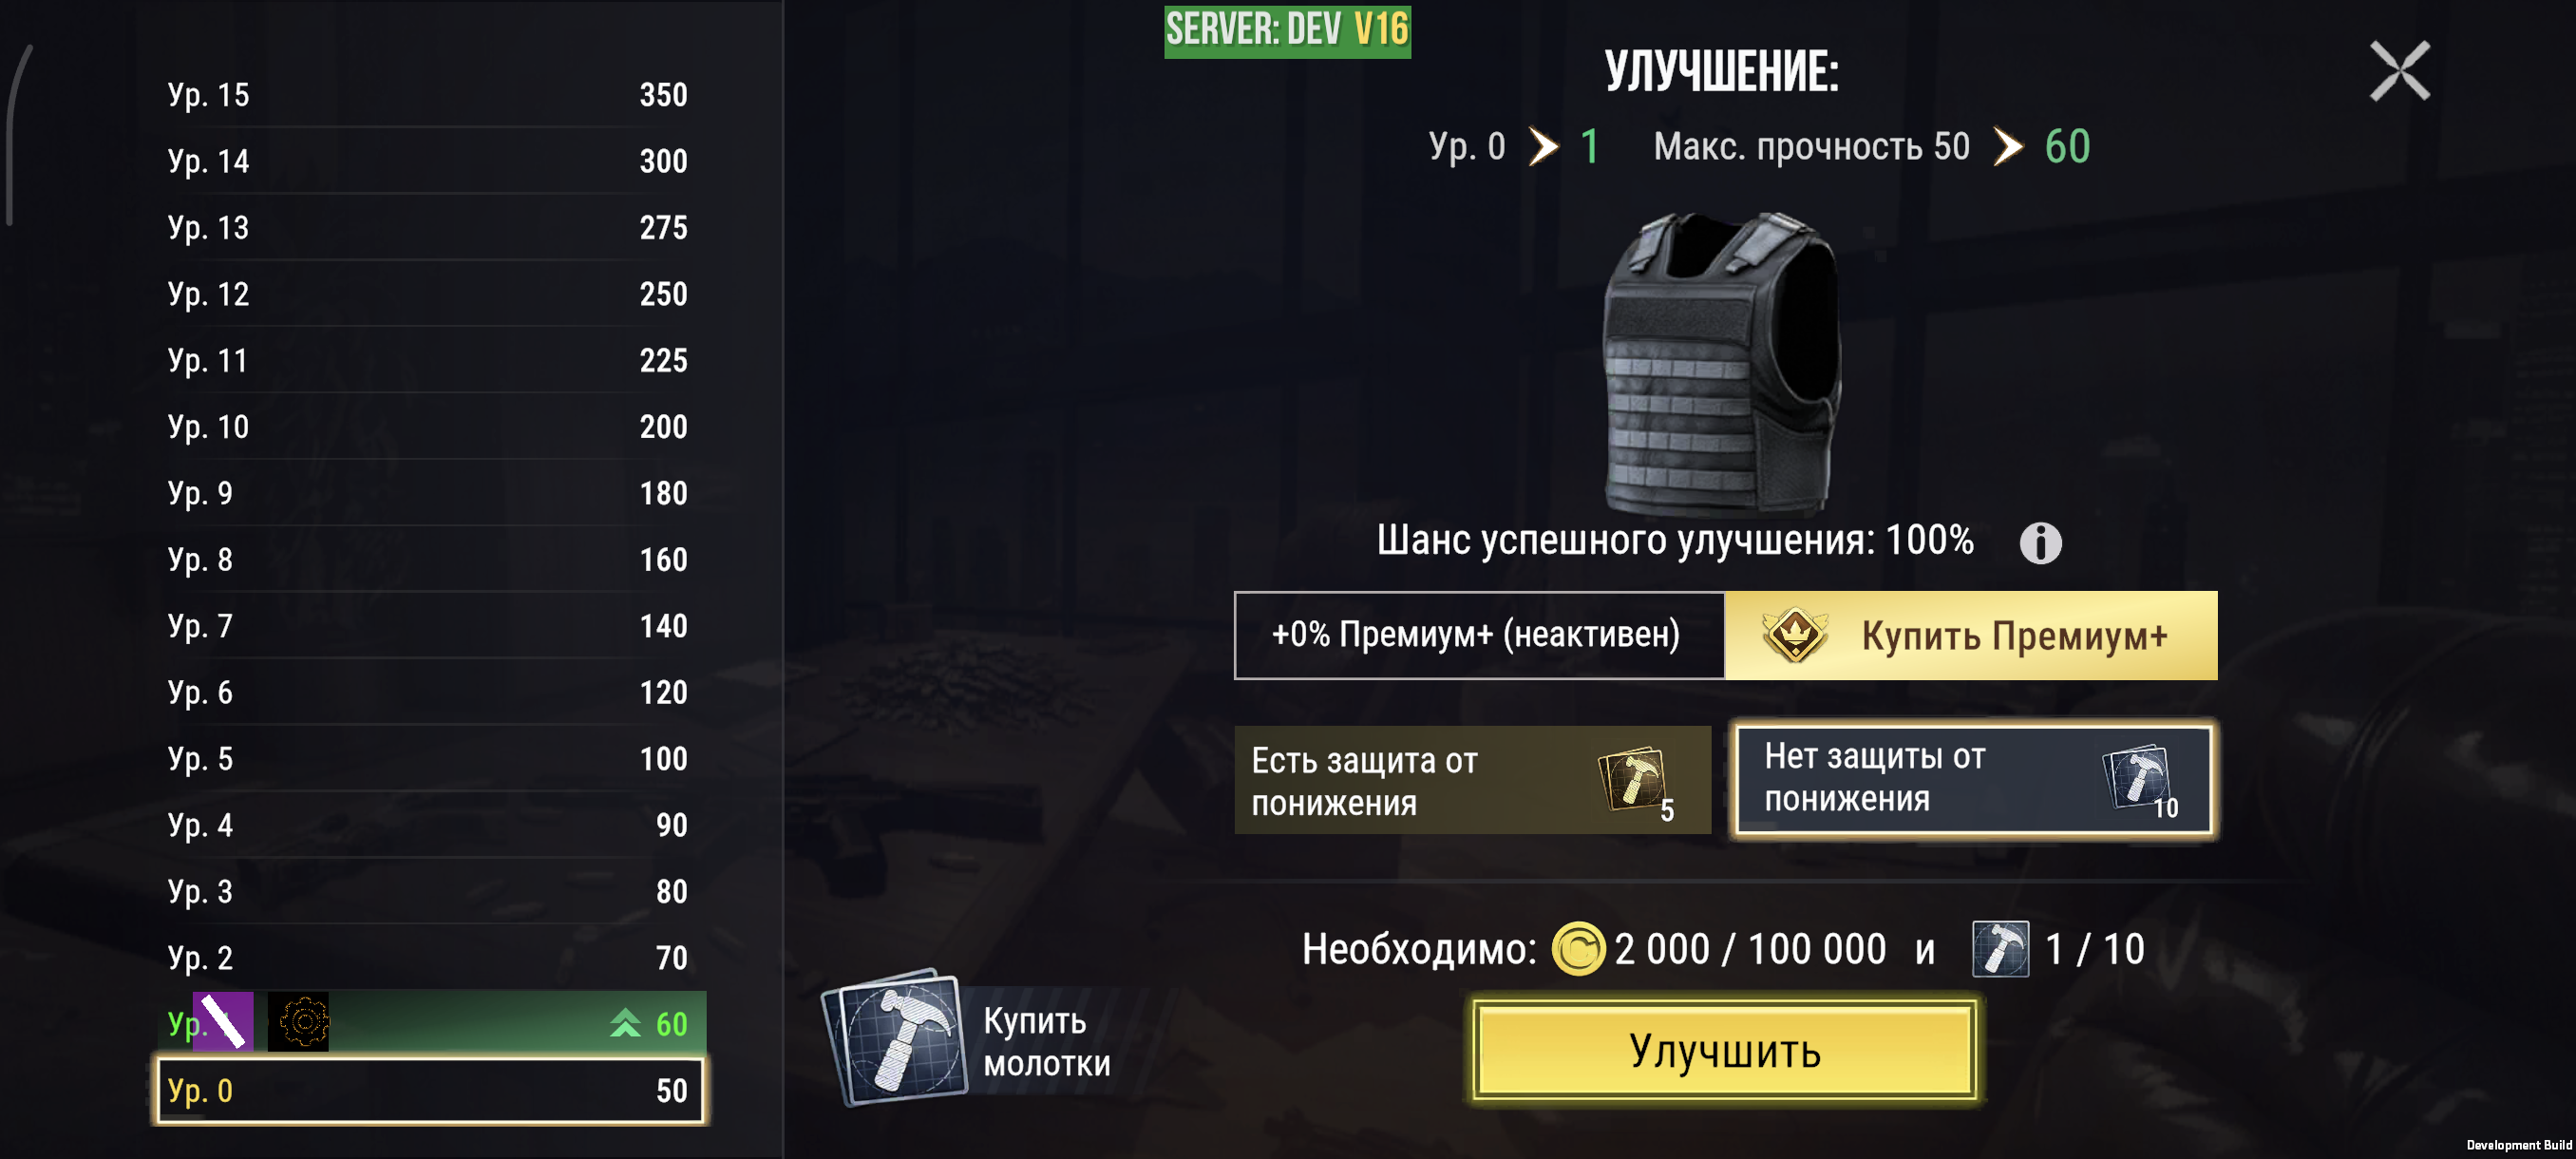 SERVER: DEV V16
УЛУЧШЕНИЕ:
Ур. 0 1 Макс. прочность 50 60
Ур. 15 350
Ур. 14 300
Ур. 13 275
Ур. 12 250
Ур. 11 225
Ур. 10 200
Ур. 9 180
Ур. 8 160
Ур. 7 140
Ур. 6 120
Ур. 5 100
Ур. 4 90
Ур. 3 80
Ур. 2 70
Ур. 60
Ур. 0 50
Шанс успешного улучшения: 100%
+0% Премиум+ (неактивен)
Купить Премиум+
Есть защита от
понижения
5
Нет защиты от
понижения
10
Необходимо: 2 000 / 100 000 и 1 / 10
Купить
молотки
Улучшить
Development Build